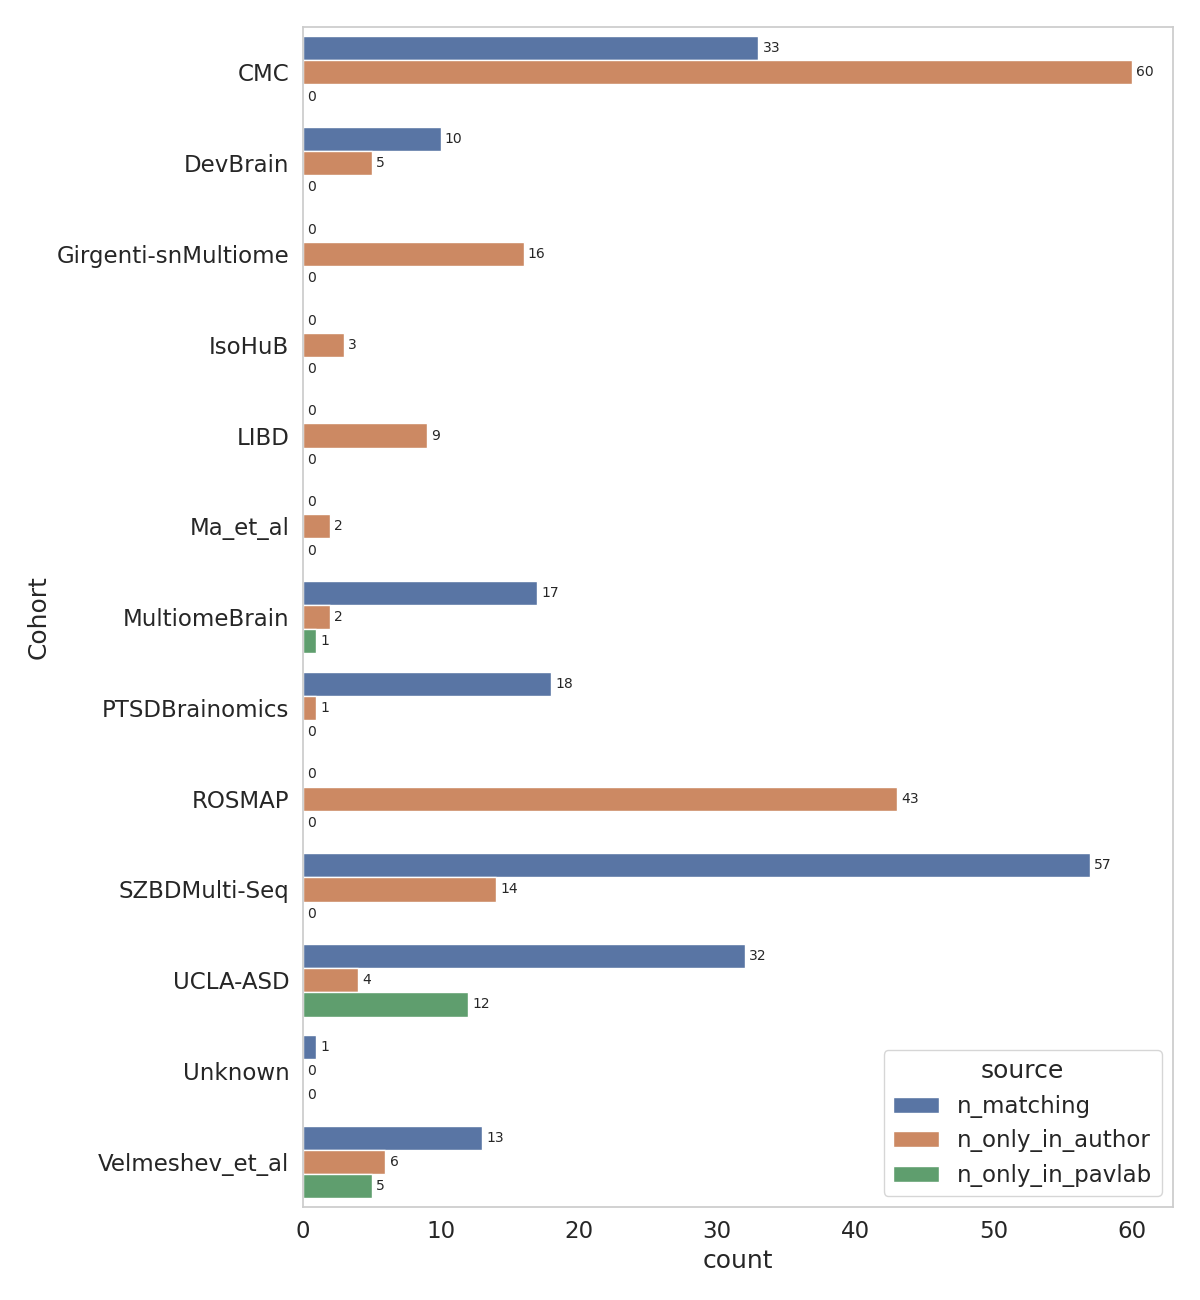 CMC
33
60
0
DevBrain
10
5
0
Girgenti-snMultiome
0
16
0
IsoHuB
0
3
0
LIBD
0
9
0
Ma_et_al
0
2
0
MultiomeBrain
17
2
1
PTSDBrainomics
18
1
0
ROSMAP
0
43
0
SZBDMulti-Seq
57
14
0
UCLA-ASD
32
4
12
Unknown
1
0
0
Velmeshev_et_al
13
6
5
Cohort
source
n_matching
n_only_in_author
n_only_in_pavlab
0 10 20 30 40 50 60
count